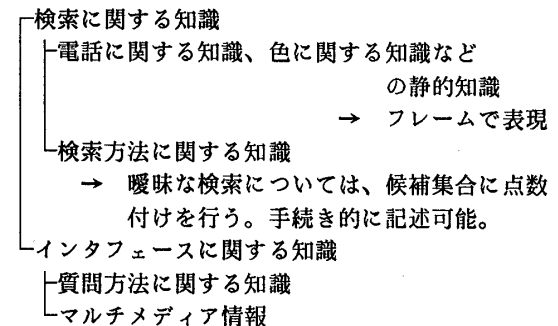 検索に関する知識
電話に関する知識、色に関する知識など
の静的知識
→ フレームで表現
検索方法に関する知識
→ 曖昧な検索については、候補集合に点数
付けを行う。手続き的に記述可能。
インタフェースに関する知識
質問方法に関する知識
マルチメディア情報